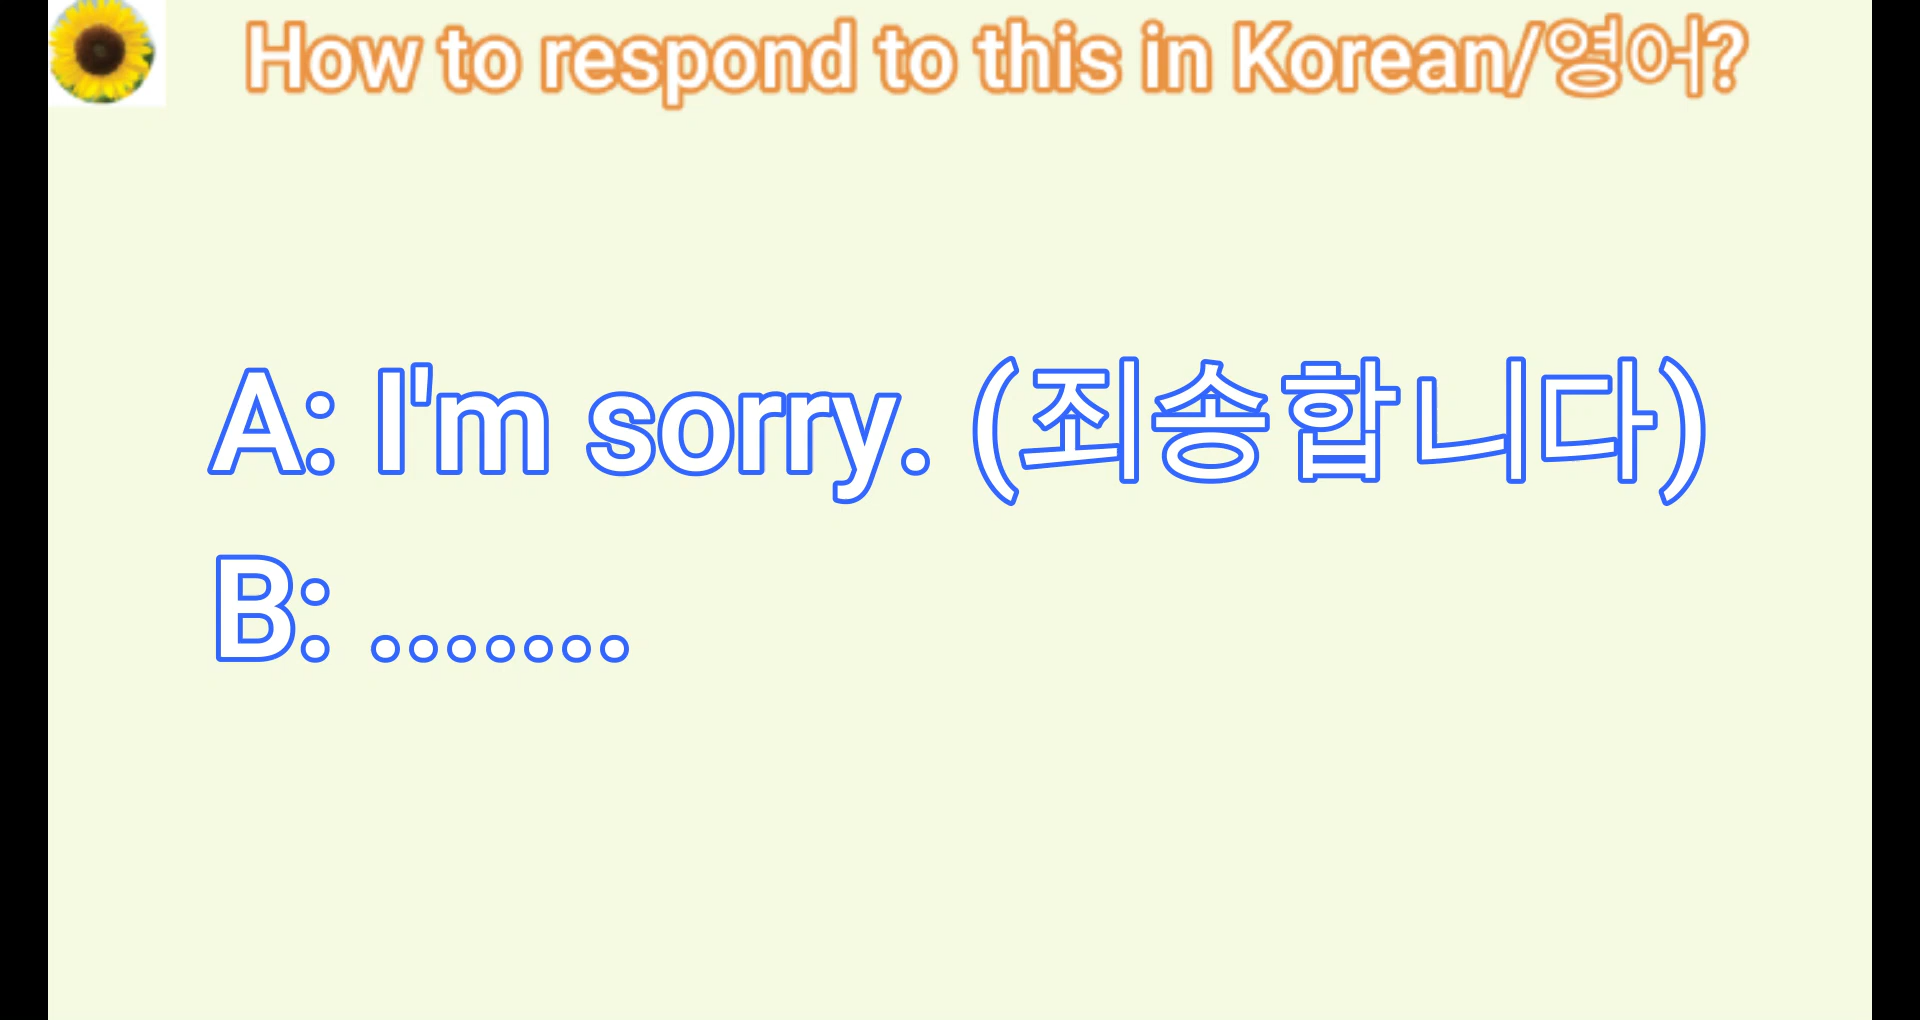 How to respond to this in Korean/영어?
A: I'm sorry. (죄송합니다)
B: .......